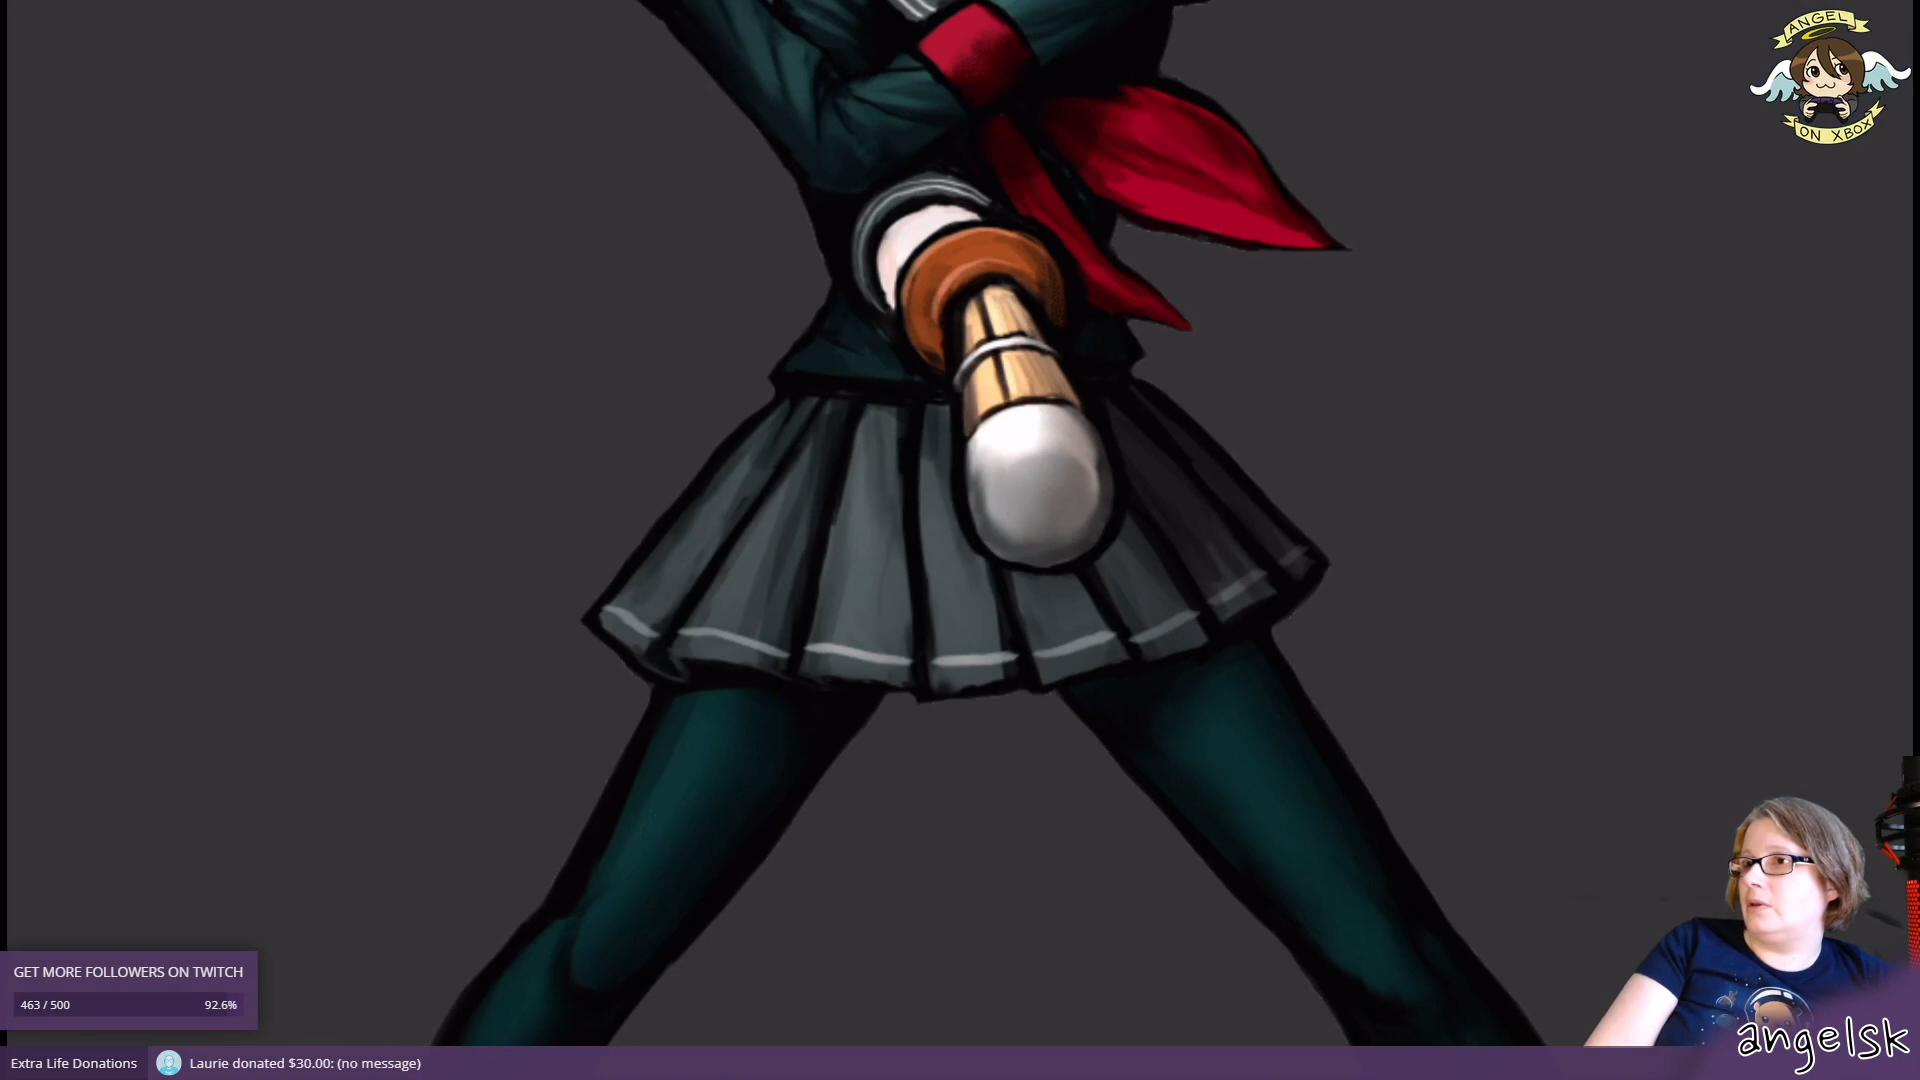 ANGEL
ON XBOX
GET MORE FOLLOWERS ON TWITCH
463 / 500 92.6%
angelsk
Extra Life Donations Laurie donated $30.00: (no message)